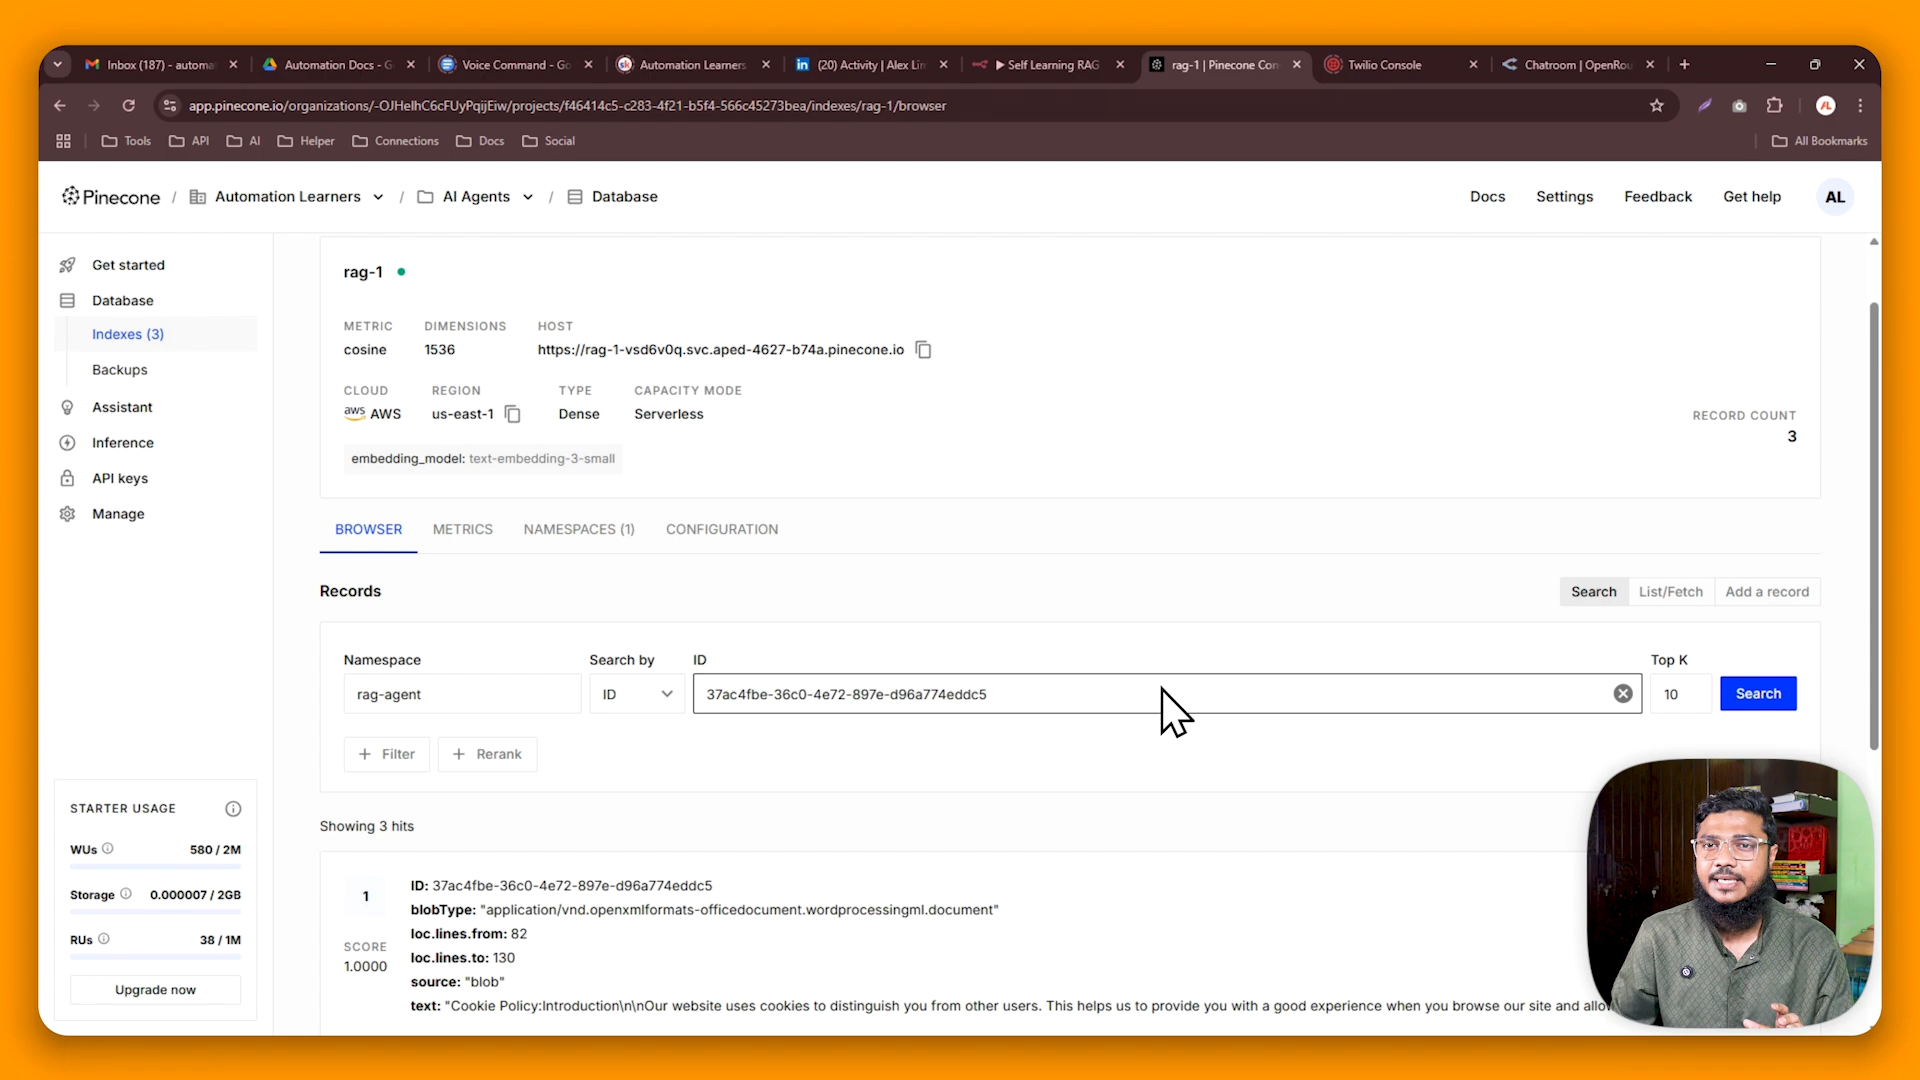 Inbox (187) - automa
Automation Docs - G
Voice Command - Go
Automation Learners
(20) Activity | Alex Lin
Self Learning RAG
rag-1 | Pinecone Con
Twilio Console
Chatroom | OpenRou
app.pinecone.io/organizations/-OJHelhC6cFUyPqijEiw/projects/f46414c5-c283-4f21-b5f4-566c45273bea/indexes/rag-1/browser
Tools
API
AI
Helper
Connections
Docs
Social
All Bookmarks
Pinecone / Automation Learners / AI Agents / Database
Docs
Settings
Feedback
Get help
AL
Get started
Database
Indexes (3)
Backups
Assistant
Inference
API keys
Manage
STARTER USAGE
WUs 580 / 2M
Storage 0.000007 / 2GB
RUs 38 / 1M
Upgrade now
rag-1
METRIC DIMENSIONS HOST
cosine 1536 https://rag-1-vsd6v0q.svc.aped-4627-b74a.pinecone.io
CLOUD REGION TYPE CAPACITY MODE
aws AWS us-east-1 Dense Serverless
RECORD COUNT
3
embedding_model: text-embedding-3-small
BROWSER METRICS NAMESPACES (1) CONFIGURATION
Records
Search List/Fetch Add a record
Namespace Search by ID Top K
rag-agent ID 37ac4fbe-36c0-4e72-897e-d96a774eddc5 10 Search
+ Filter + Rerank
Showing 3 hits
1
SCORE
1.0000
ID: 37ac4fbe-36c0-4e72-897e-d96a774eddc5
blobType: "application/vnd.openxmlformats-officedocument.wordprocessingml.document"
loc.lines.from: 82
loc.lines.to: 130
source: "blob"
text: "Cookie Policy:Introduction\n\nOur website uses cookies to distinguish you from other users. This helps us to provide you with a good experience when you browse our site and allo